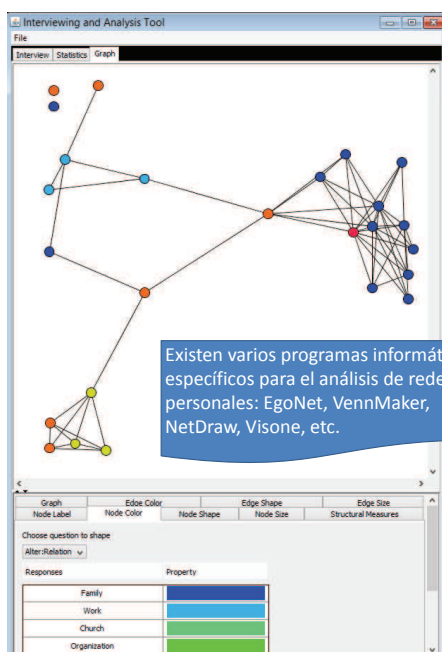 Interviewing and Analysis Tool
File
Interview Statistics Graph
Existen varios programas
específicos para el análisis de
personales: EgoNet, VennMaker,
NetDraw, Visone, etc.
Graph Edge Color Edge Shape Edge Size
Node Label Node Color Node Shape Node Size Structural Measures
Choose question to shape
Alter:Relation
Responses Property
Family
Work
Church
Organization